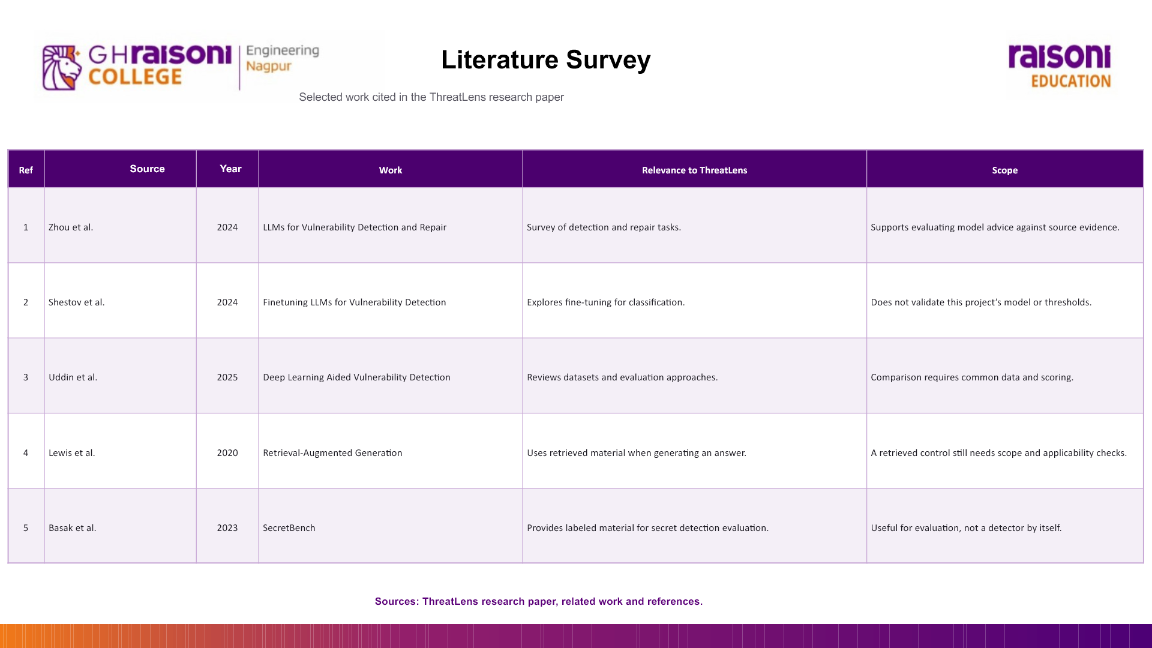 GHRAISONI
COLLEGE
Engineering
Nagpur
Literature Survey
raisoni
EDUCATION
Selected work cited in the ThreatLens research paper
Ref Source Year Work Relevance to ThreatLens Scope
1 Zhou et al. 2024 LLMs for Vulnerability Detection and Repair Survey of detection and repair tasks. Supports evaluating model advice against source evidence.
2 Shestov et al. 2024 Finetuning LLMs for Vulnerability Detection Explores fine-tuning for classification. Does not validate this project's model or thresholds.
3 Uddin et al. 2025 Deep Learning Aided Vulnerability Detection Reviews datasets and evaluation approaches. Comparison requires common data and scoring.
4 Lewis et al. 2020 Retrieval-Augmented Generation Uses retrieved material when generating an answer. A retrieved control still needs scope and applicability checks.
5 Basak et al. 2023 SecretBench Provides labeled material for secret detection evaluation. Useful for evaluation, not a detector by itself.
Sources: ThreatLens research paper, related work and references.